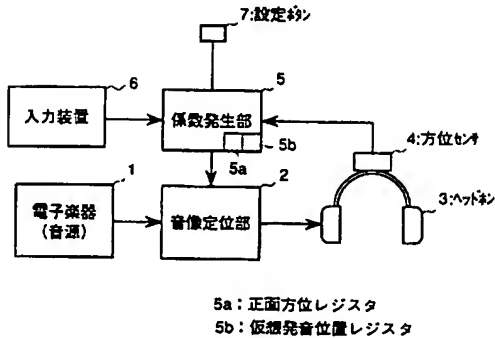 7:設定ボタン
6
5
入力装置
係数発生部
5b
5a
4:方位センサ
1
2
電子楽器
(音源)
音像定位部
3:ヘッドホン
5a:正面方位レジスタ
5b:仮想発音位置レジスタ